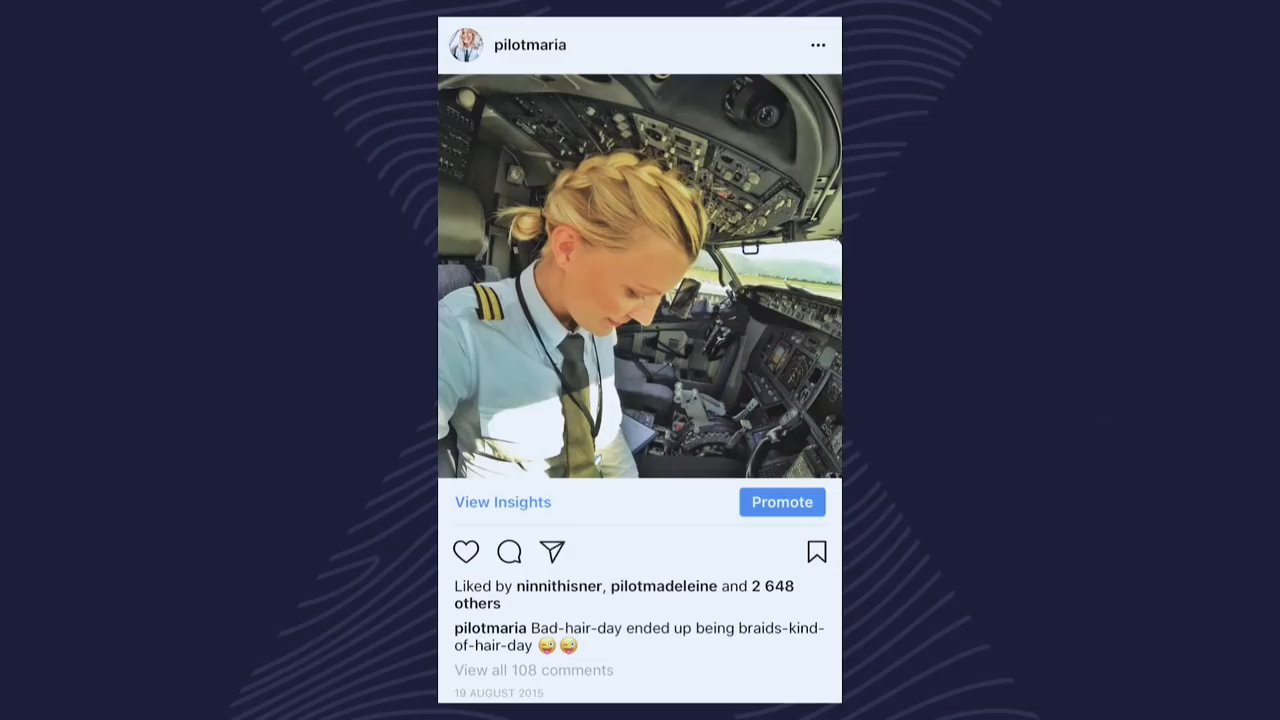 pilotmaria
View Insights
Promote
Liked by ninnithisner, pilotmadeleine and 2 648
others
pilotmaria Bad-hair-day ended up being braids-kind-
of-hair-day 😜😜
View all 108 comments
19 AUGUST 2015